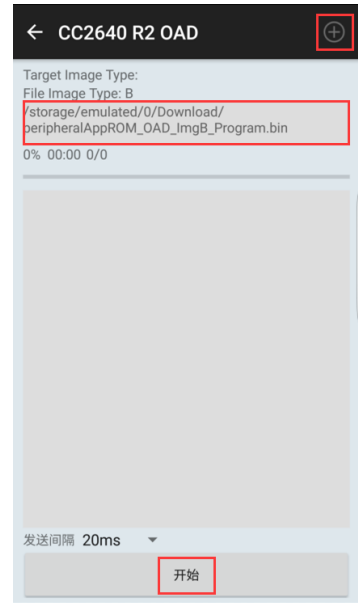 CC2640 R2 OAD
Target Image Type:
File Image Type: B
/storage/emulated/0/Download/
peripheralAppROM_OAD_ImgB_Program.bin
0% 00:00 0/0
发送间隔 20ms
开始